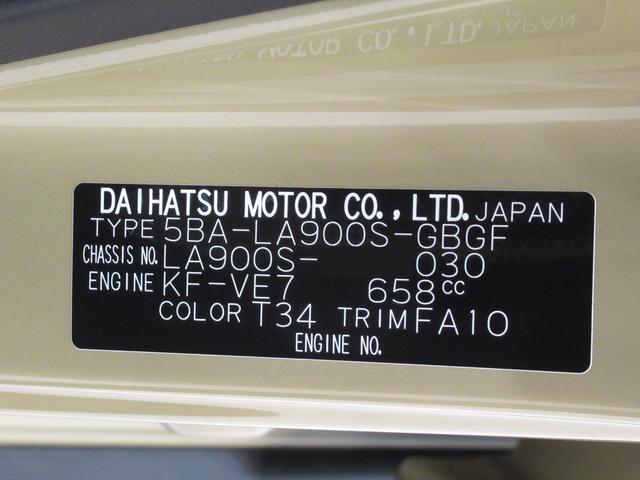 DAIHATSU MOTOR CO.,LTD. JAPAN
TYPE 5BA-LA900S-GBGF
CHASSIS NO. LA900S- 030
ENGINE KF-VE7 658cc
COLOR T34 TRIM FA10
ENGINE NO.